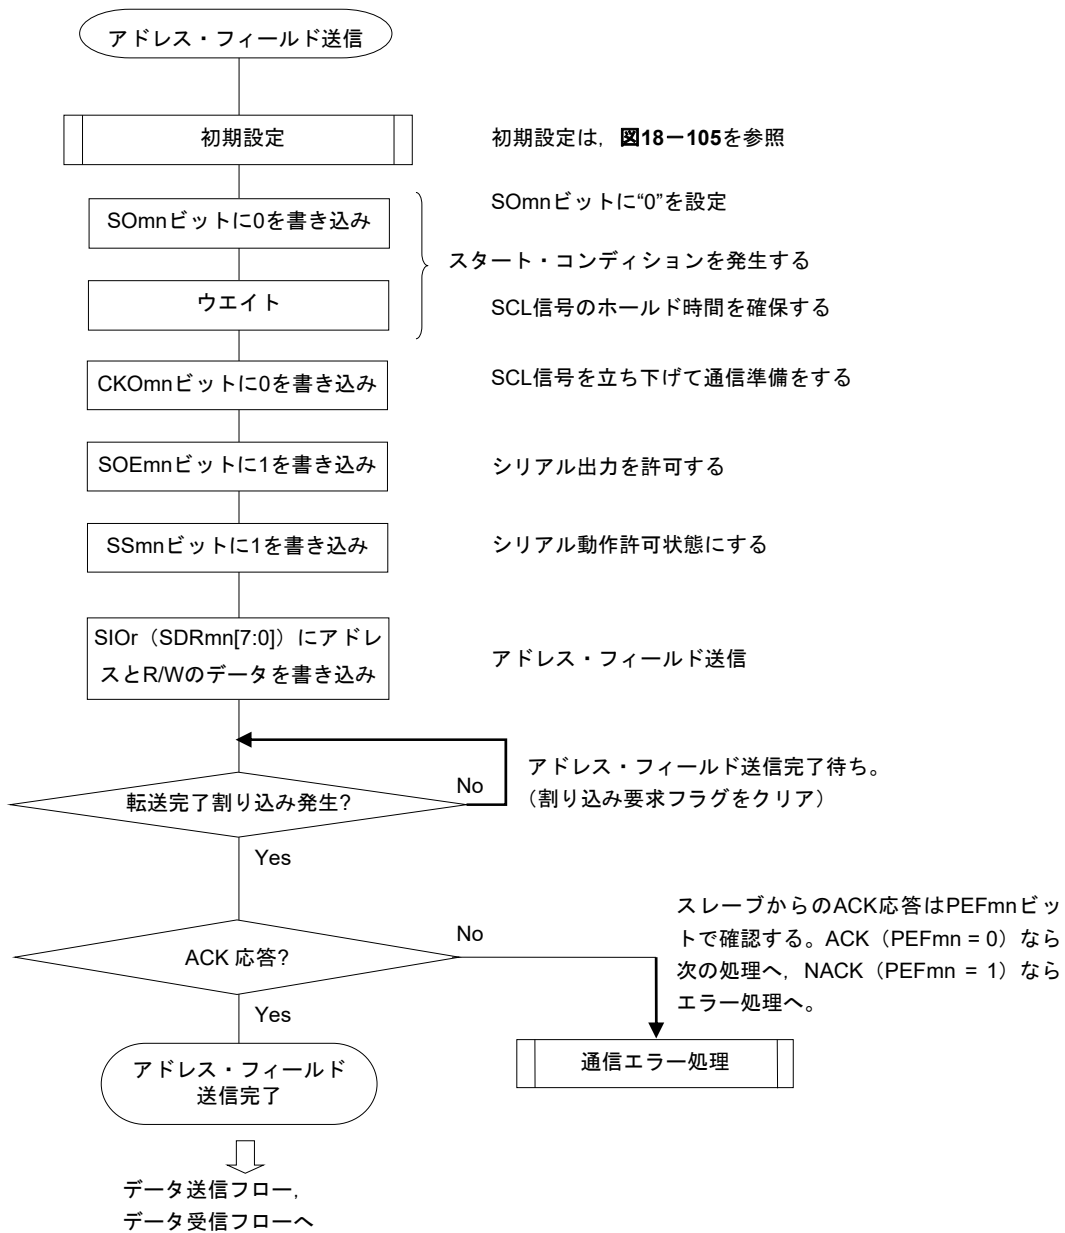 アドレス・フィールド送信
初期設定
初期設定は，図18－105を参照
SOmnビットに0を書き込み
SOmnビットに“0”を設定
スタート・コンディションを発生する
ウエイト
SCL信号のホールド時間を確保する
CKOmnビットに0を書き込み
SCL信号を立ち下げて通信準備をする
SOEmnビットに1を書き込み
シリアル出力を許可する
SSmnビットに1を書き込み
シリアル動作許可状態にする
SIOr（SDRmn[7:0]）にアドレ
スとR/Wのデータを書き込み
アドレス・フィールド送信
転送完了割り込み発生?
No
アドレス・フィールド送信完了待ち。
（割り込み要求フラグをクリア）
Yes
ACK 応答?
No
スレーブからのACK応答はPEFmnビッ
トで確認する。ACK（PEFmn = 0）なら
次の処理へ，NACK（PEFmn = 1）なら
エラー処理へ。
Yes
通信エラー処理
アドレス・フィールド
送信完了
データ送信フロー，
データ受信フローへ